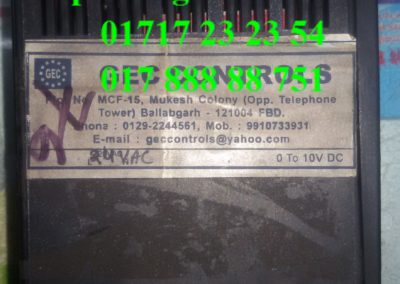 01717 23 23 54
017 888 88 751
GEC
GEC CONTROLS
No. MCF-15, Mukesh Colony (Opp. Telephone
Tower) Ballabgarh - 121004 FBD.
Phone : 0129-2244561, Mob. : 9910733931
E-mail : geccontrols@yahoo.com
24VAC
0 To 10V DC